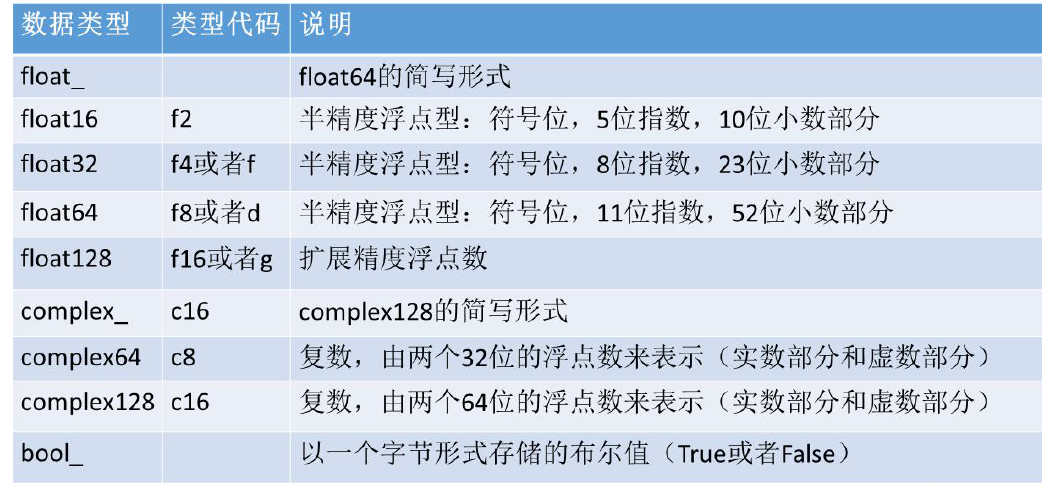 数据类型 类型代码 说明
float_ float64的简写形式
float16 f2 半精度浮点型：符号位，5位指数，10位小数部分
float32 f4或者f 半精度浮点型：符号位，8位指数，23位小数部分
float64 f8或者d 半精度浮点型：符号位，11位指数，52位小数部分
float128 f16或者g 扩展精度浮点数
complex_ c16 complex128的简写形式
complex64 c8 复数，由两个32位的浮点数来表示（实数部分和虚数部分）
complex128 c16 复数，由两个64位的浮点数来表示（实数部分和虚数部分）
bool_ 以一个字节形式存储的布尔值（True或者False）